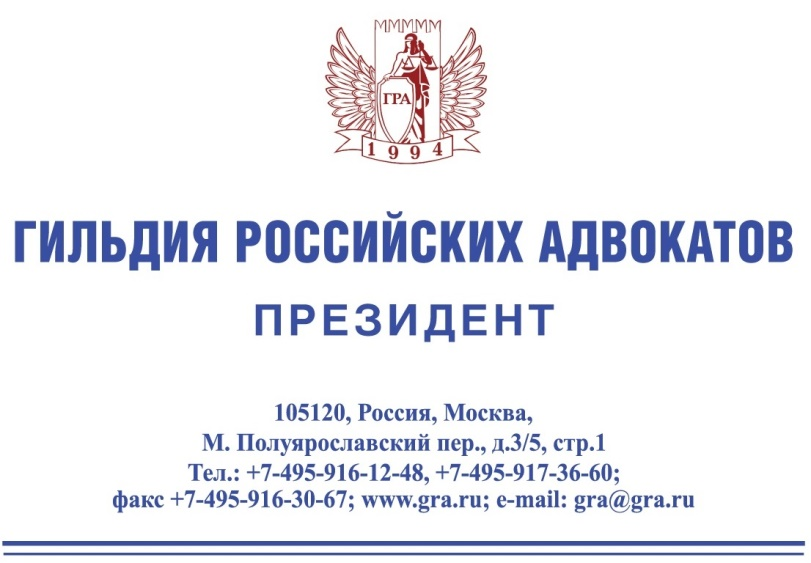 МММММ
ГРА
1994
ГИЛЬДИЯ РОССИЙСКИХ АДВОКАТОВ
ПРЕЗИДЕНТ
105120, Россия, Москва,
М. Полуярославский пер., д.3/5, стр.1
Тел.: +7-495-916-12-48, +7-495-917-36-60;
факс +7-495-916-30-67; www.gra.ru; e-mail: gra@gra.ru